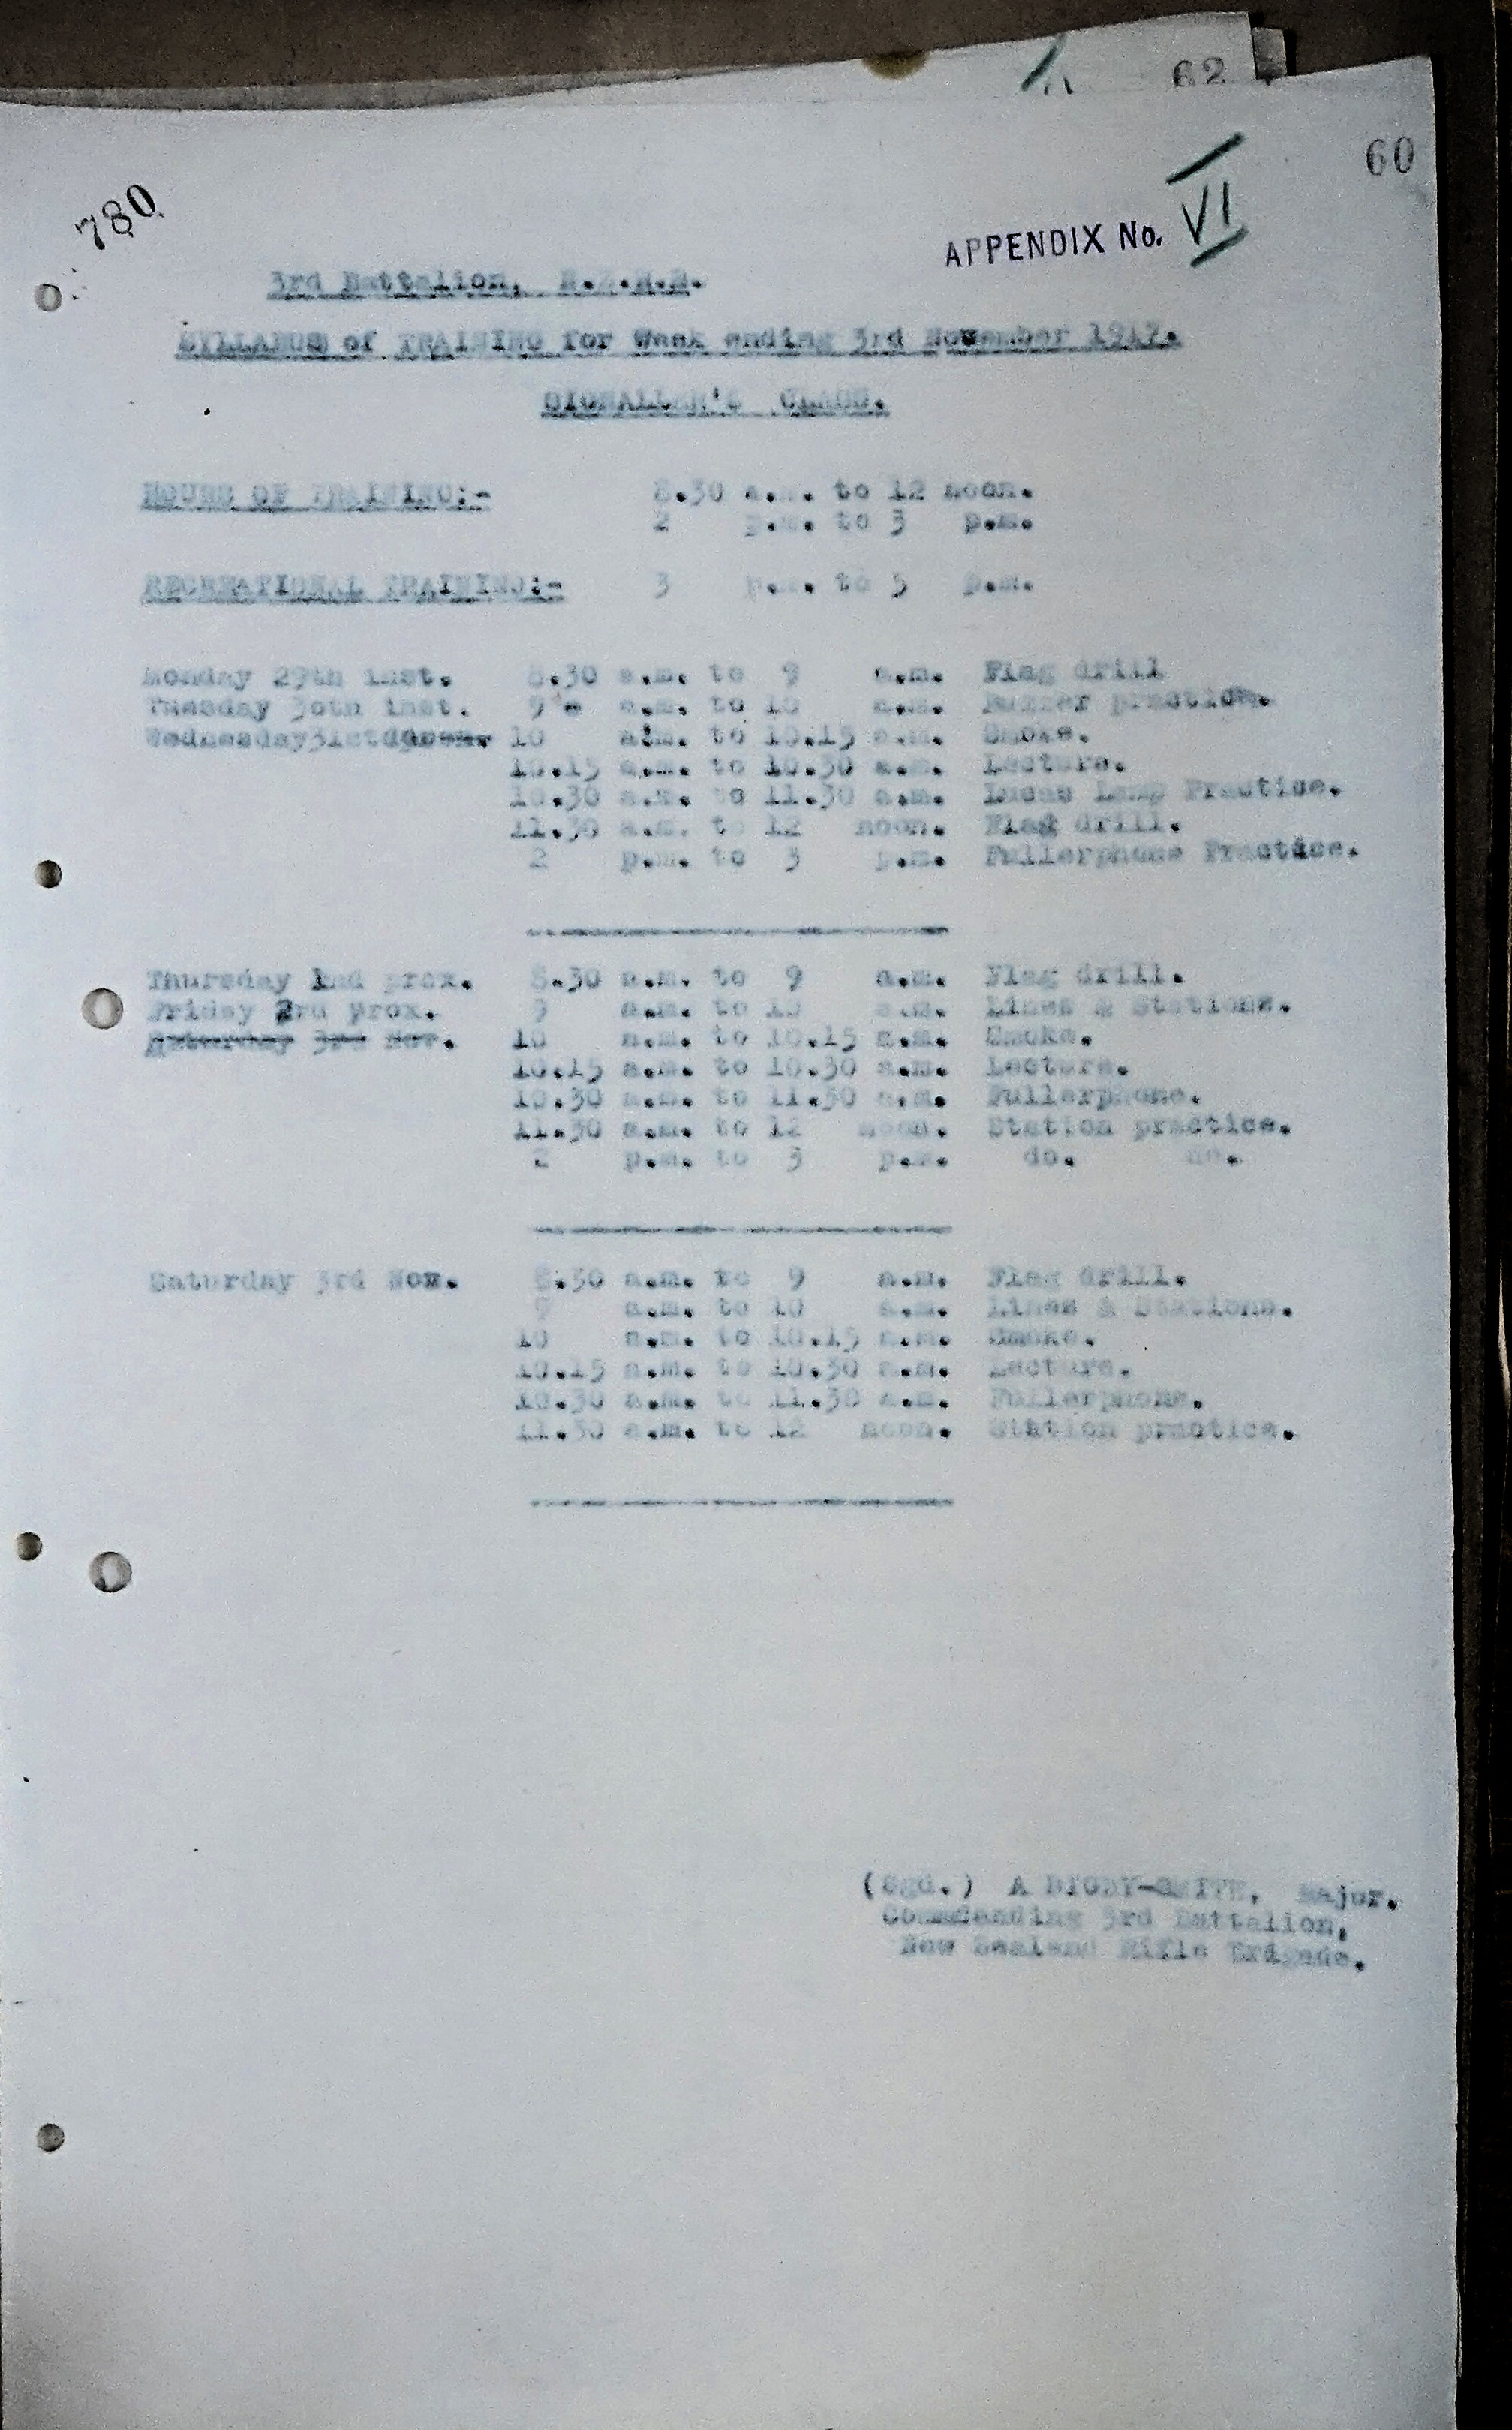 62
60
780
APPENDIX No. VI
3rd Battalion, N.Z.R.B.
SYLLABUS of TRAINING for Week ending 3rd November 1917.
SIGNALLER'S CLASS.
HOURS OF TRAINING:- 8.30 a.m. to 12 noon.
2 p.m. to 3 p.m.
RECREATIONAL TRAINING:- 3 p.m. to 5 p.m.
Monday 29th inst. 8.30 a.m. to 9 a.m. Flag drill
Tuesday 30th inst. 9 a.m. to 10 a.m. Buzzer practice.
Wednesday 31st 10 a.m. to 10.15 a.m. Smoke.
10.15 a.m. to 10.30 a.m. Lecture.
10.30 a.m. to 11.30 a.m. Lucas Lamp Practice.
11.30 a.m. to 12 noon. Flag drill.
2 p.m. to 3 p.m. Fullerphone Practice.
Thursday 1 prox. 8.30 a.m. to 9 a.m. Flag drill.
Friday 2 prox. 9 a.m. to 10 a.m. Lines & Stations.
Saturday 3rd Nov. 10 a.m. to 10.15 a.m. Smoke.
10.15 a.m. to 10.30 a.m. Lecture.
10.30 a.m. to 11.30 a.m. Fullerphone.
11.30 a.m. to 12 noon. Station practice.
2 p.m. to 3 p.m. do. do.
Saturday 3rd Nov. 8.30 a.m. to 9 a.m. Flag drill.
9 a.m. to 10 a.m. Lines & Stations.
10 a.m. to 10.15 a.m. Smoke.
10.15 a.m. to 10.30 a.m. Lecture.
10.30 a.m. to 11.30 a.m. Fullerphone.
11.30 a.m. to 12 noon. Station practice.
(Sgd.) A DIGBY-SMITH, Major.
Commanding 3rd Battalion,
New Zealand Rifle Brigade.